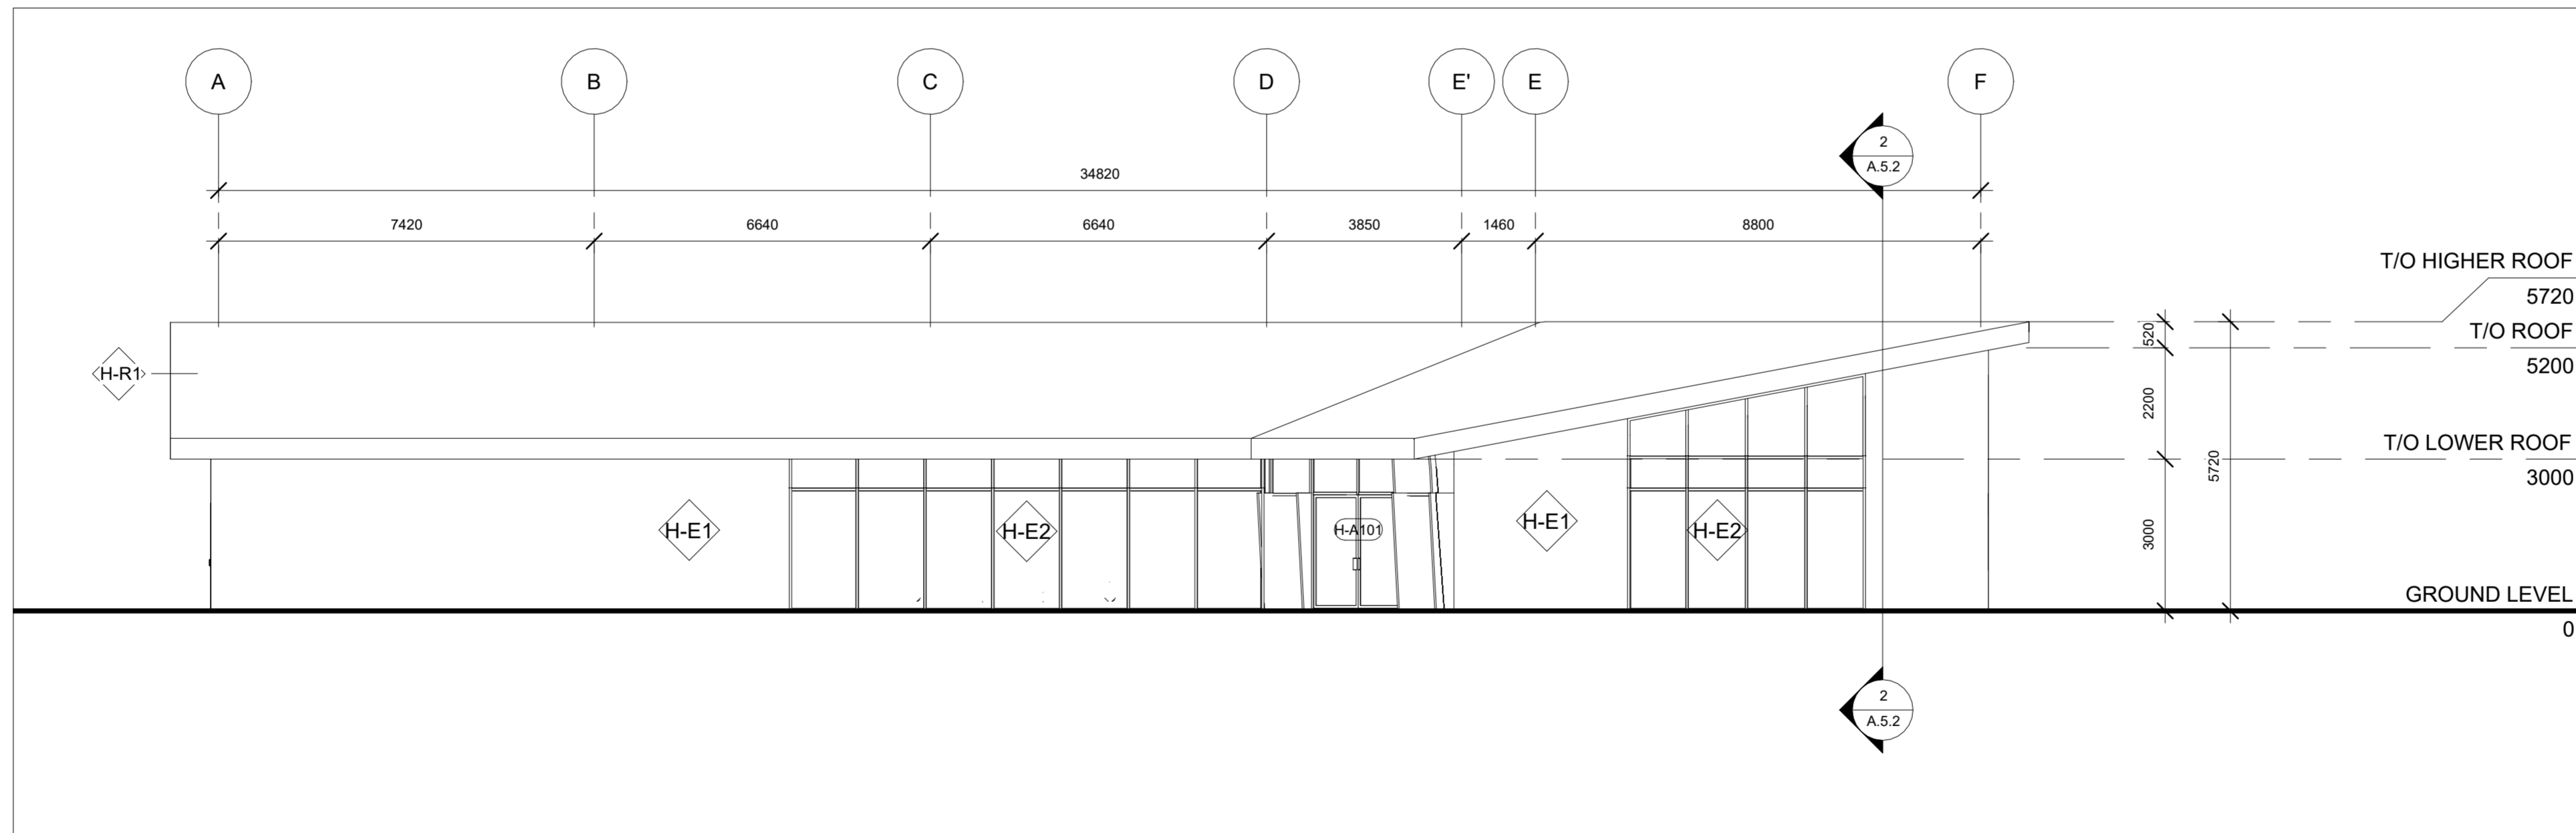 A
B
C
D
E'
E
F
2
A.5.2
34820
7420
6640
6640
3850
1460
8800
T/O HIGHER ROOF
5720
T/O ROOF
5200
520
H-R1
2200
T/O LOWER ROOF
3000
5720
H-E1
H-E2
H-A101
H-E1
H-E2
3000
GROUND LEVEL
0
2
A.5.2